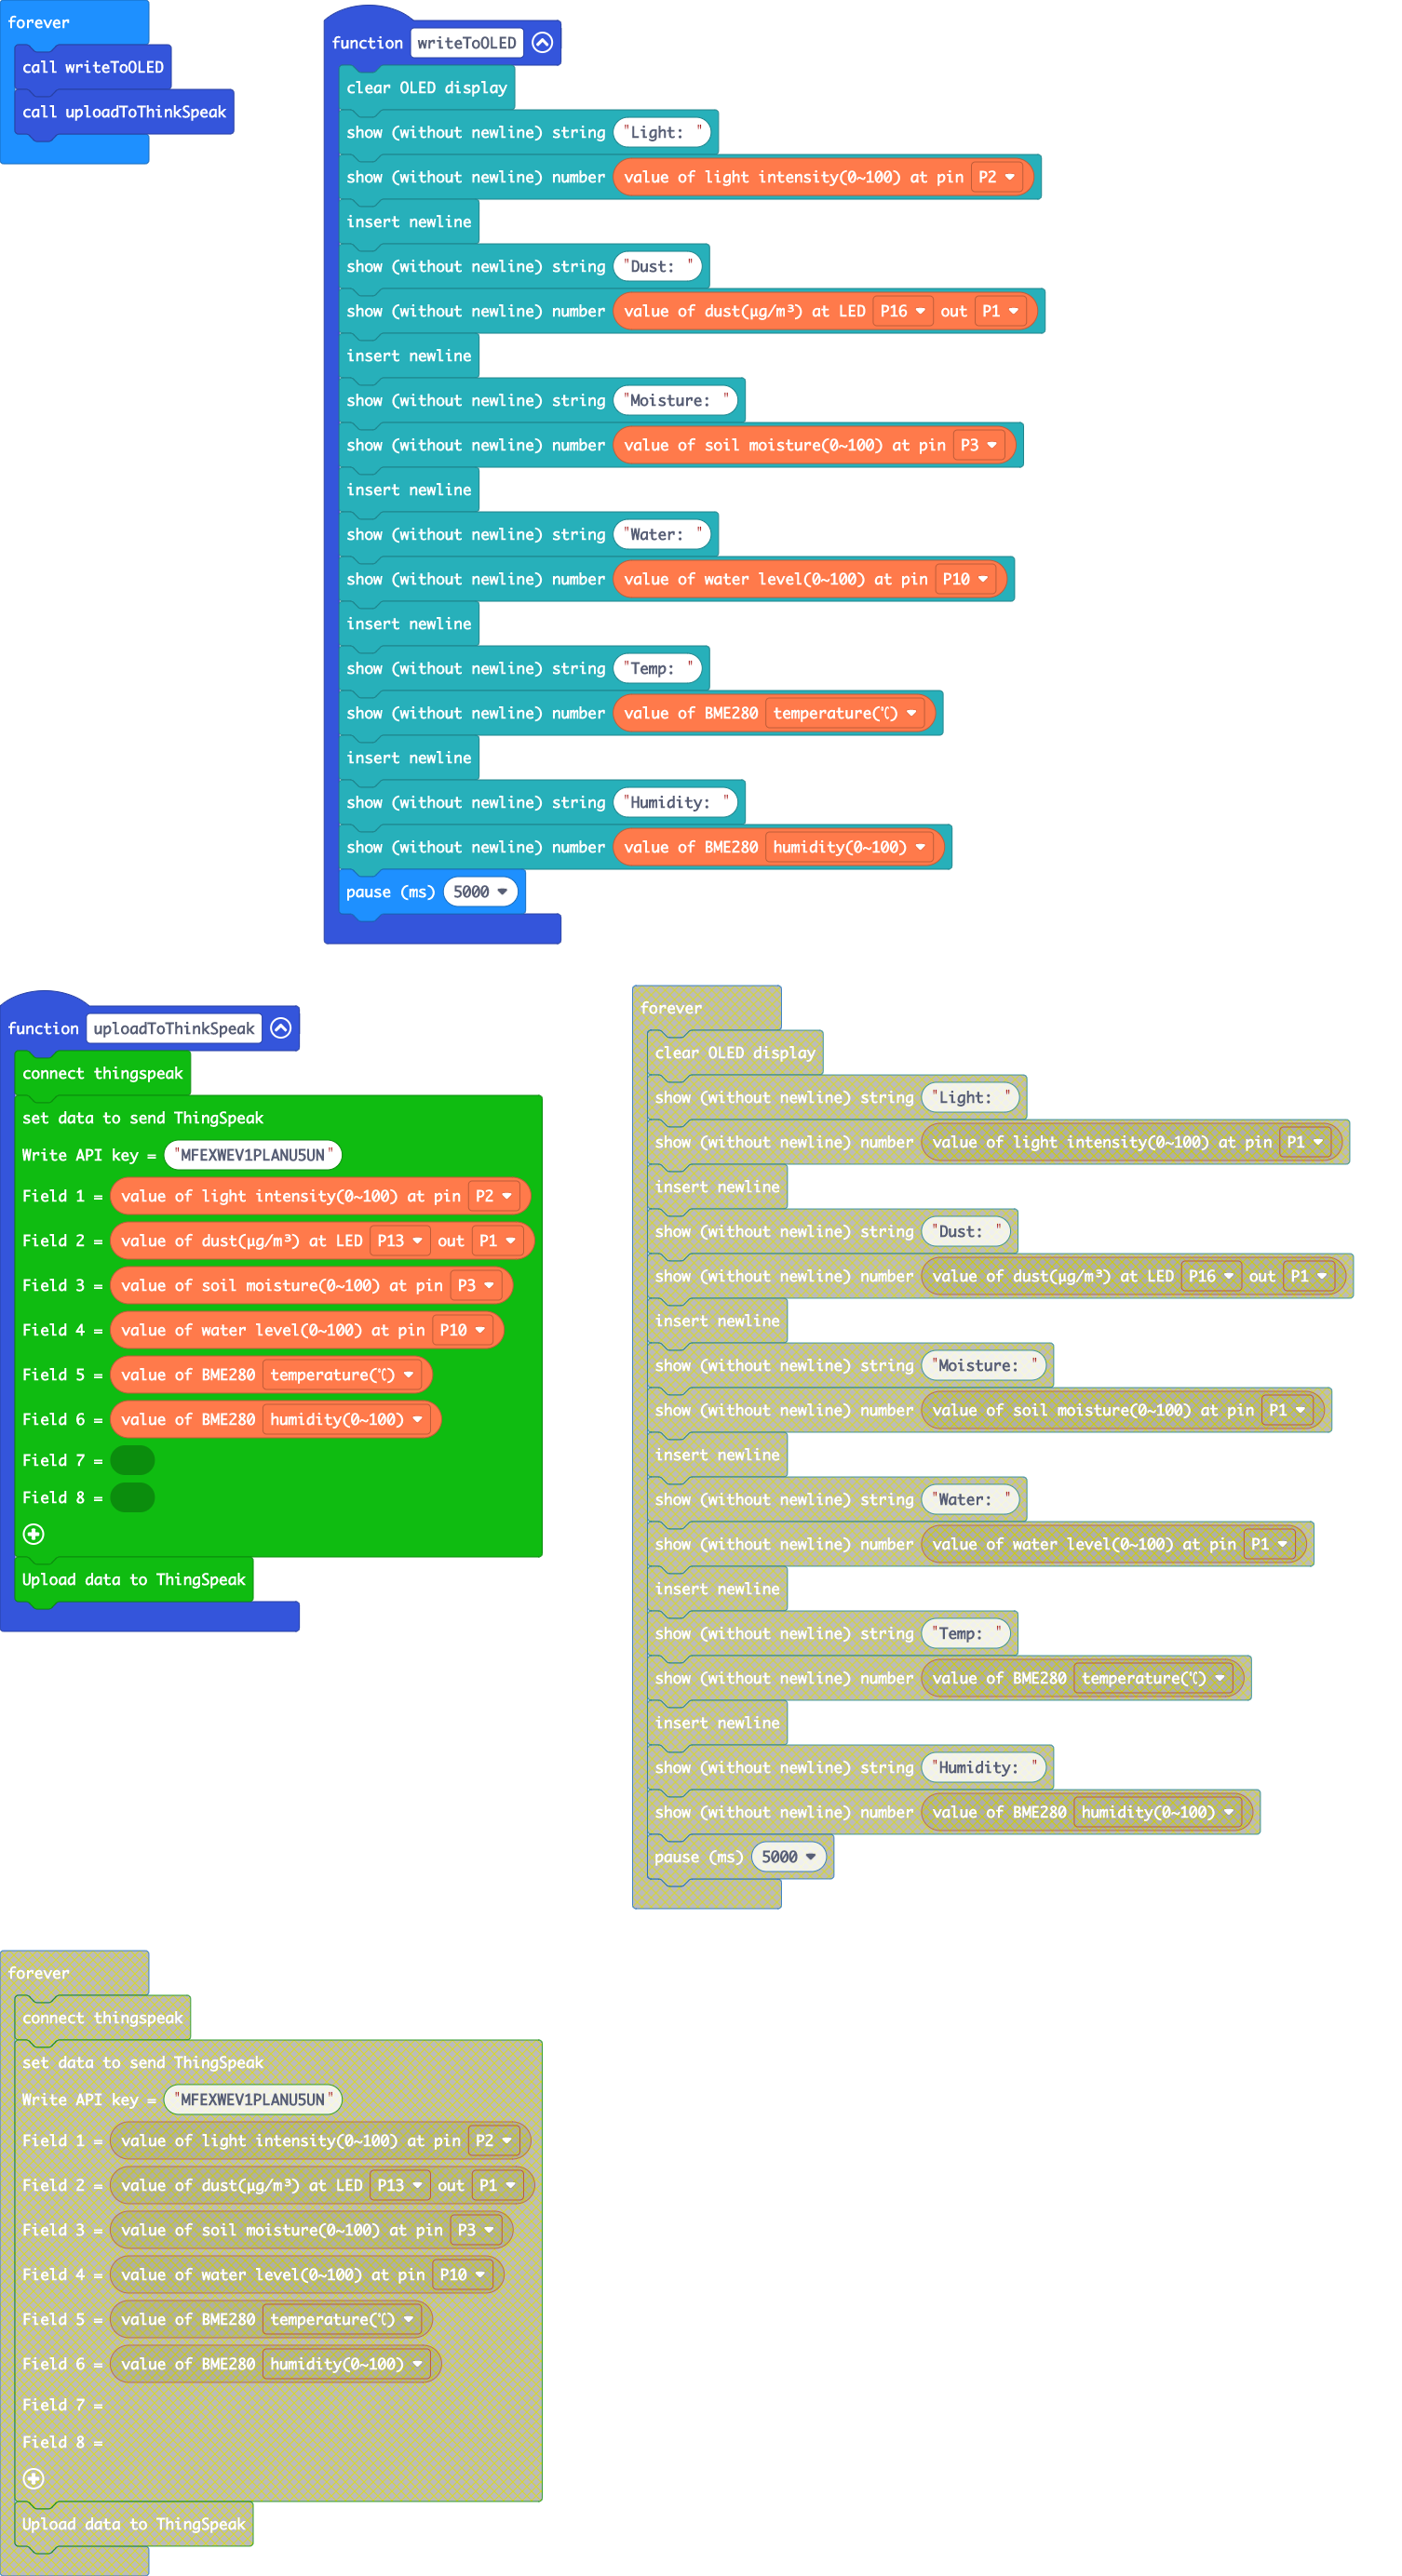 forever
call writeToOLED
call uploadToThinkSpeak
function writeToOLED
clear OLED display
show (without newline) string "Light: "
show (without newline) number value of light intensity(0~100) at pin P2
insert newline
show (without newline) string "Dust: "
show (without newline) number value of dust(μg/m³) at LED P16 out P1
insert newline
show (without newline) string "Moisture: "
show (without newline) number value of soil moisture(0~100) at pin P3
insert newline
show (without newline) string "Water: "
show (without newline) number value of water level(0~100) at pin P10
insert newline
show (without newline) string "Temp: "
show (without newline) number value of BME280 temperature(℃)
insert newline
show (without newline) string "Humidity: "
show (without newline) number value of BME280 humidity(0~100)
pause (ms) 5000
function uploadToThinkSpeak
connect thingspeak
set data to send ThingSpeak
Write API key = "MFEXWEV1PLANU5UN"
Field 1 = value of light intensity(0~100) at pin P2
Field 2 = value of dust(μg/m³) at LED P13 out P1
Field 3 = value of soil moisture(0~100) at pin P3
Field 4 = value of water level(0~100) at pin P10
Field 5 = value of BME280 temperature(℃)
Field 6 = value of BME280 humidity(0~100)
Field 7 =
Field 8 =
Upload data to ThingSpeak
forever
clear OLED display
show (without newline) string "Light: "
show (without newline) number value of light intensity(0~100) at pin P1
insert newline
show (without newline) string "Dust: "
show (without newline) number value of dust(μg/m³) at LED P16 out P1
insert newline
show (without newline) string "Moisture: "
show (without newline) number value of soil moisture(0~100) at pin P1
insert newline
show (without newline) string "Water: "
show (without newline) number value of water level(0~100) at pin P1
insert newline
show (without newline) string "Temp: "
show (without newline) number value of BME280 temperature(℃)
insert newline
show (without newline) string "Humidity: "
show (without newline) number value of BME280 humidity(0~100)
pause (ms) 5000
forever
connect thingspeak
set data to send ThingSpeak
Write API key = "MFEXWEV1PLANU5UN"
Field 1 = value of light intensity(0~100) at pin P2
Field 2 = value of dust(μg/m³) at LED P13 out P1
Field 3 = value of soil moisture(0~100) at pin P3
Field 4 = value of water level(0~100) at pin P10
Field 5 = value of BME280 temperature(℃)
Field 6 = value of BME280 humidity(0~100)
Field 7 =
Field 8 =
Upload data to ThingSpeak